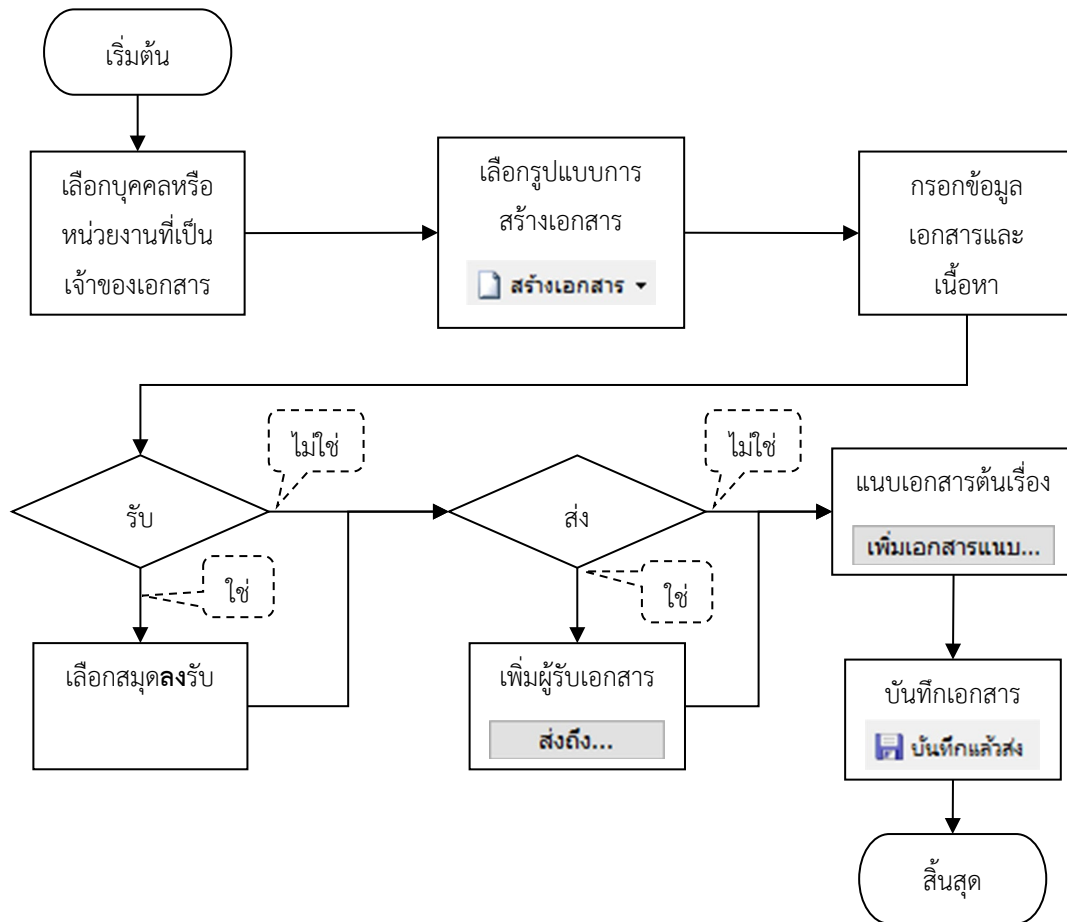 เริ่มต้น
เลือกบุคคลหรือ
หน่วยงานที่เป็น
เจ้าของเอกสาร
เลือกรูปแบบการ
สร้างเอกสาร
สร้างเอกสาร
กรอกข้อมูล
เอกสารและ
เนื้อหา
รับ
ไม่ใช่
ใช่
เลือกสมุดลงรับ
ส่ง
ไม่ใช่
ใช่
เพิ่มผู้รับเอกสาร
ส่งถึง...
แนบเอกสารต้นเรื่อง
เพิ่มเอกสารแนบ...
บันทึกเอกสาร
บันทึกแล้วส่ง
สิ้นสุด